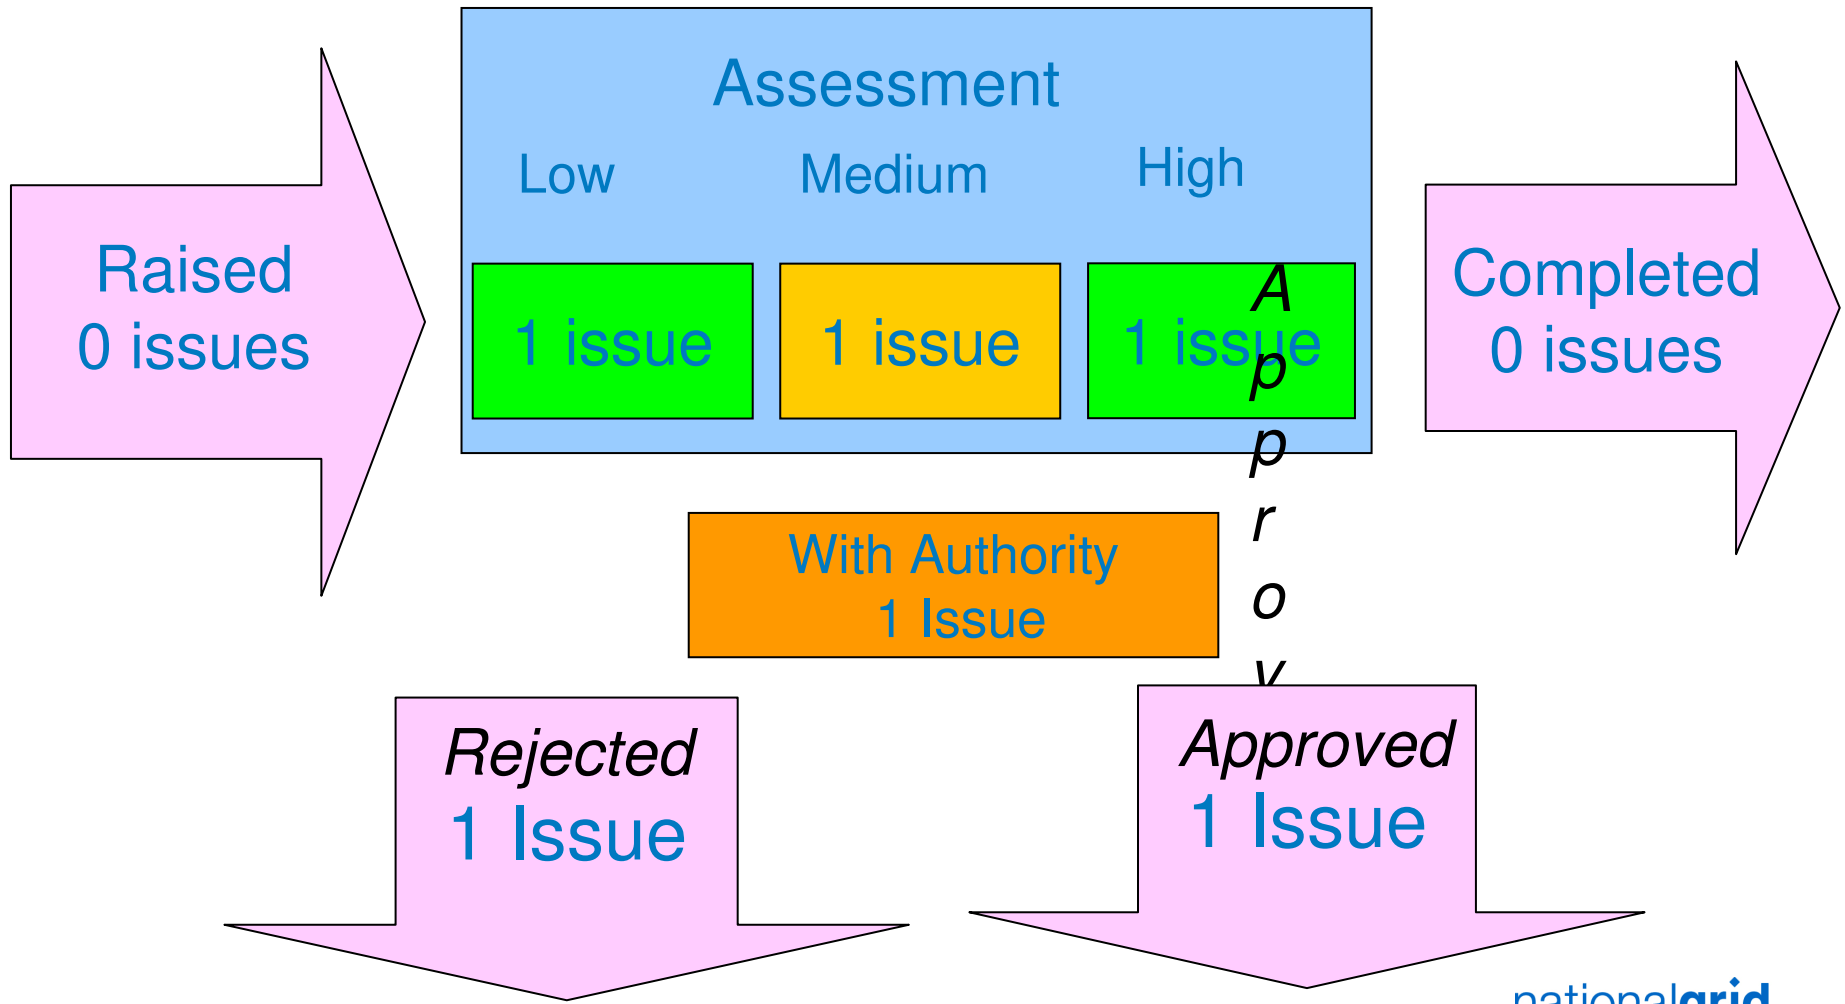 Assessment
Low Medium High
Raised
0 issues
1 issue
1 issue
1 issue
Completed
0 issues
A
p
p
r
o
v
With Authority
1 Issue
Rejected
1 Issue
Approved
1 Issue
nationalgrid